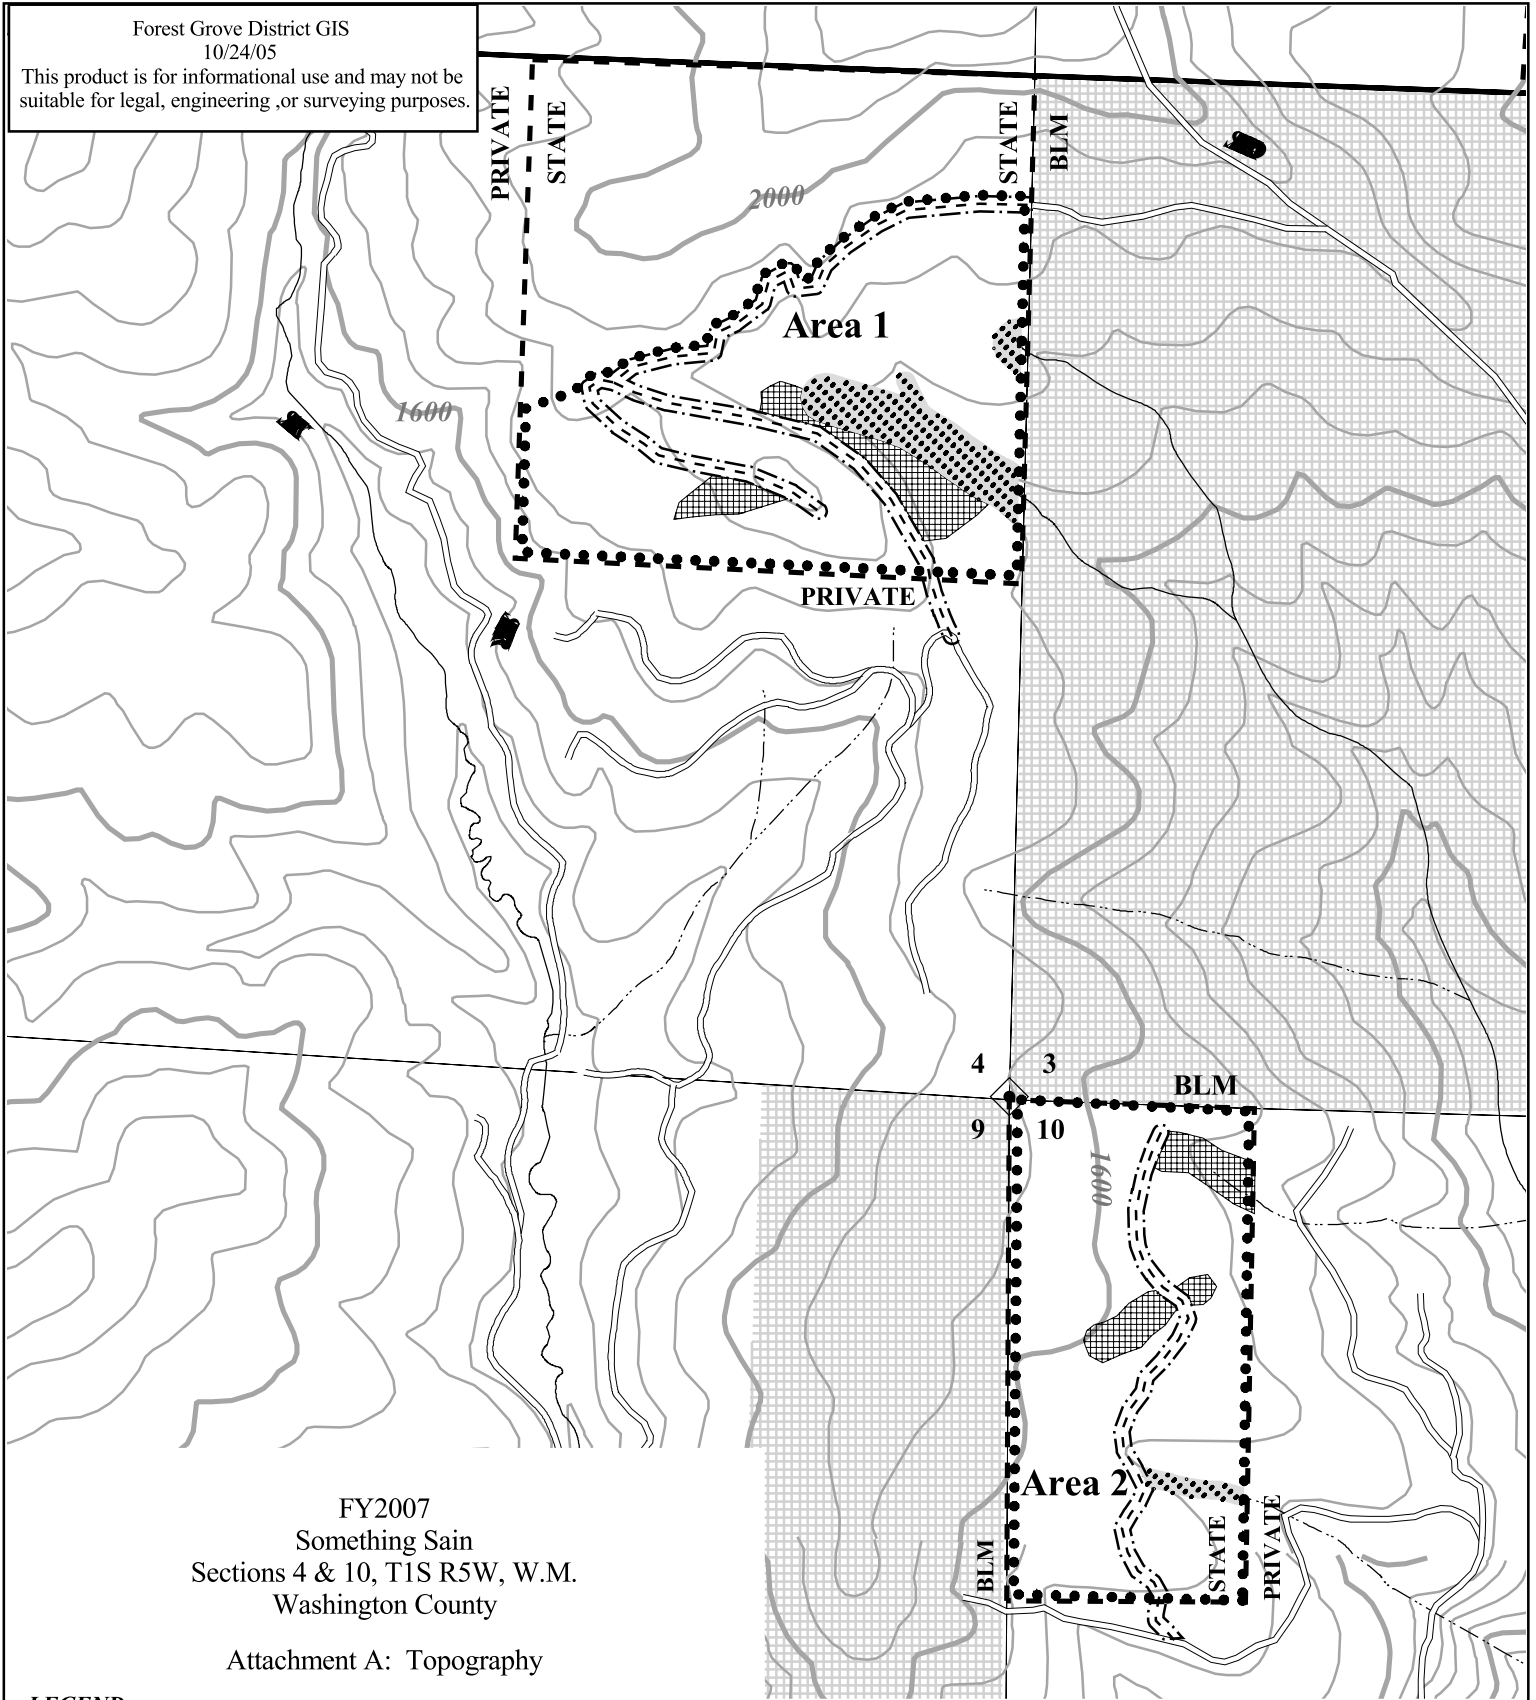 Forest Grove District GIS
10/24/05
This product is for informational use and may not be
suitable for legal, engineering ,or surveying purposes.
PRIVATE
STATE
STATE
BLM
2000
Area 1
1600
PRIVATE
4
3
BLM
9
10
1600
Area 2
BLM
STATE
PRIVATE
FY2007
Something Sain
Sections 4 & 10, T1S R5W, W.M.
Washington County
Attachment A: Topography
LEGEND